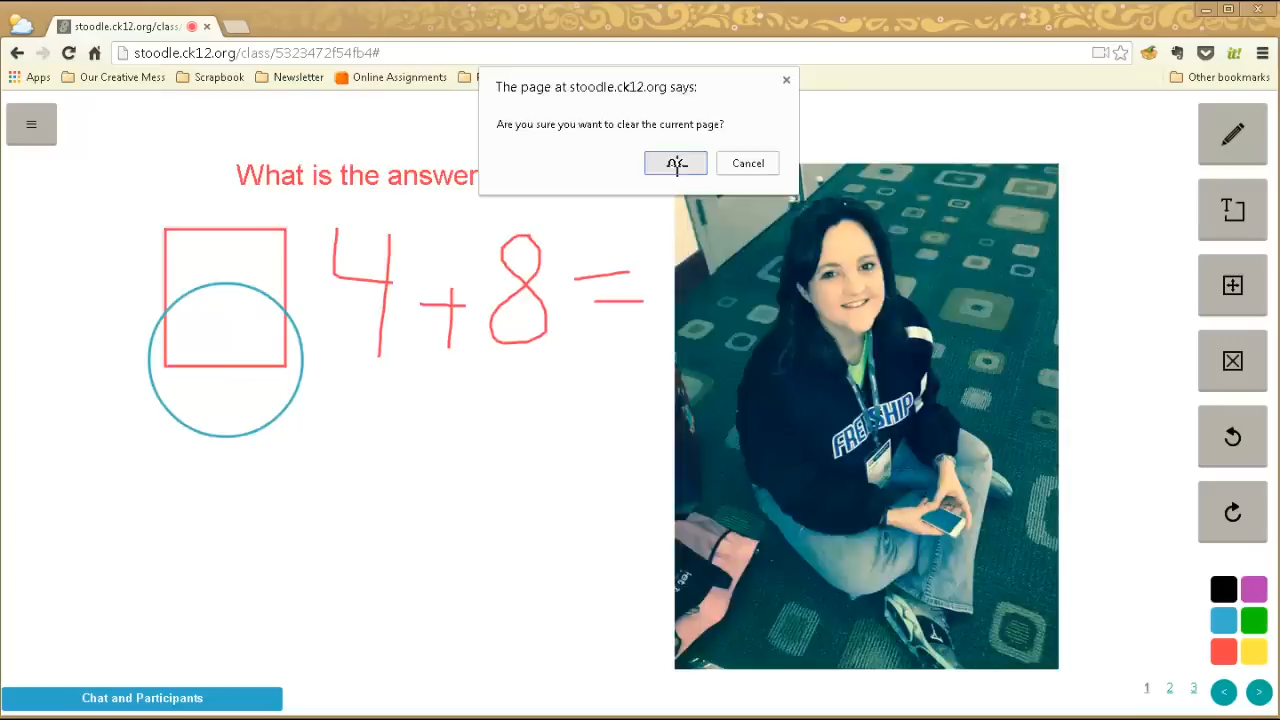 stoodle.ck12.org/class/
stoodle.ck12.org/class/5323472f54fb4#
it!
Apps
Our Creative Mess
Scrapbook
Newsletter
Online Assignments
Other bookmarks
The page at stoodle.ck12.org says:
Are you sure you want to clear the current page?
Cancel
What is the answer
4 + 8 =
T
Chat and Participants
1 2 3 < >